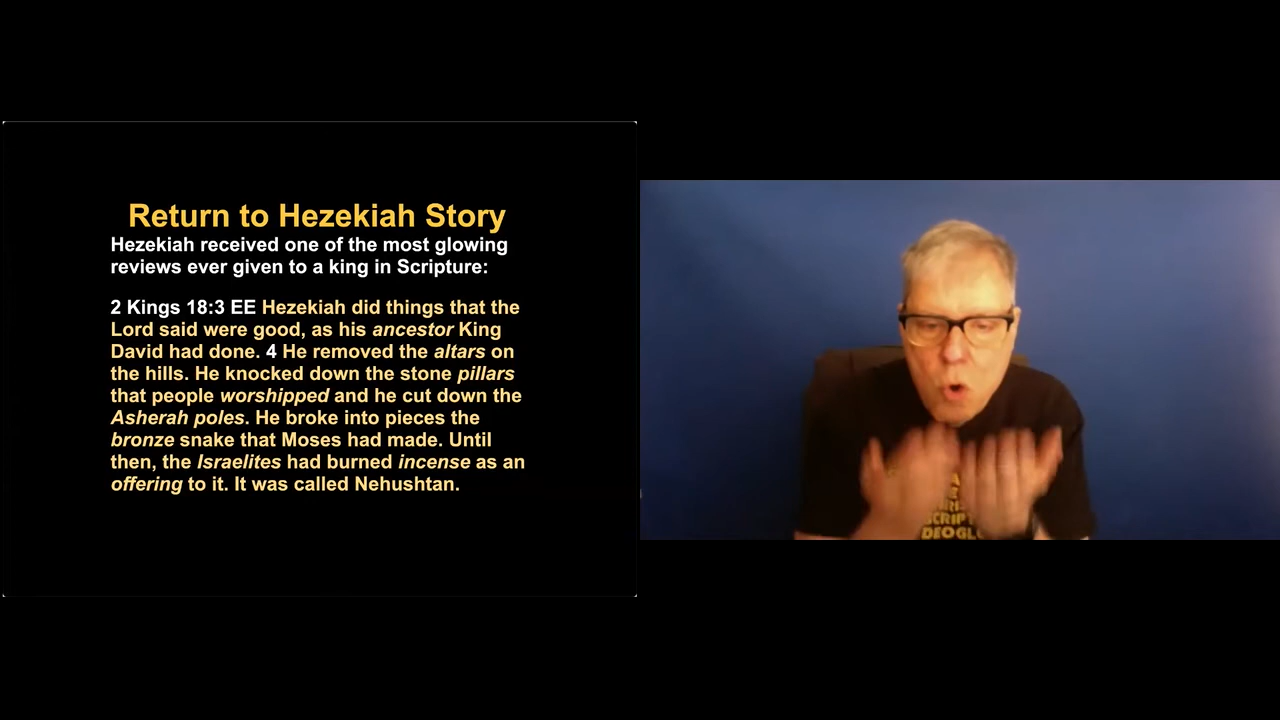 Return to Hezekiah Story
Hezekiah received one of the most glowing
reviews ever given to a king in Scripture:
2 Kings 18:3 EE Hezekiah did things that the
Lord said were good, as his ancestor King
David had done. 4 He removed the altars on
the hills. He knocked down the stone pillars
that people worshipped and he cut down the
Asherah poles. He broke into pieces the
bronze snake that Moses had made. Until
then, the Israelites had burned incense as an
offering to it. It was called Nehushtan.